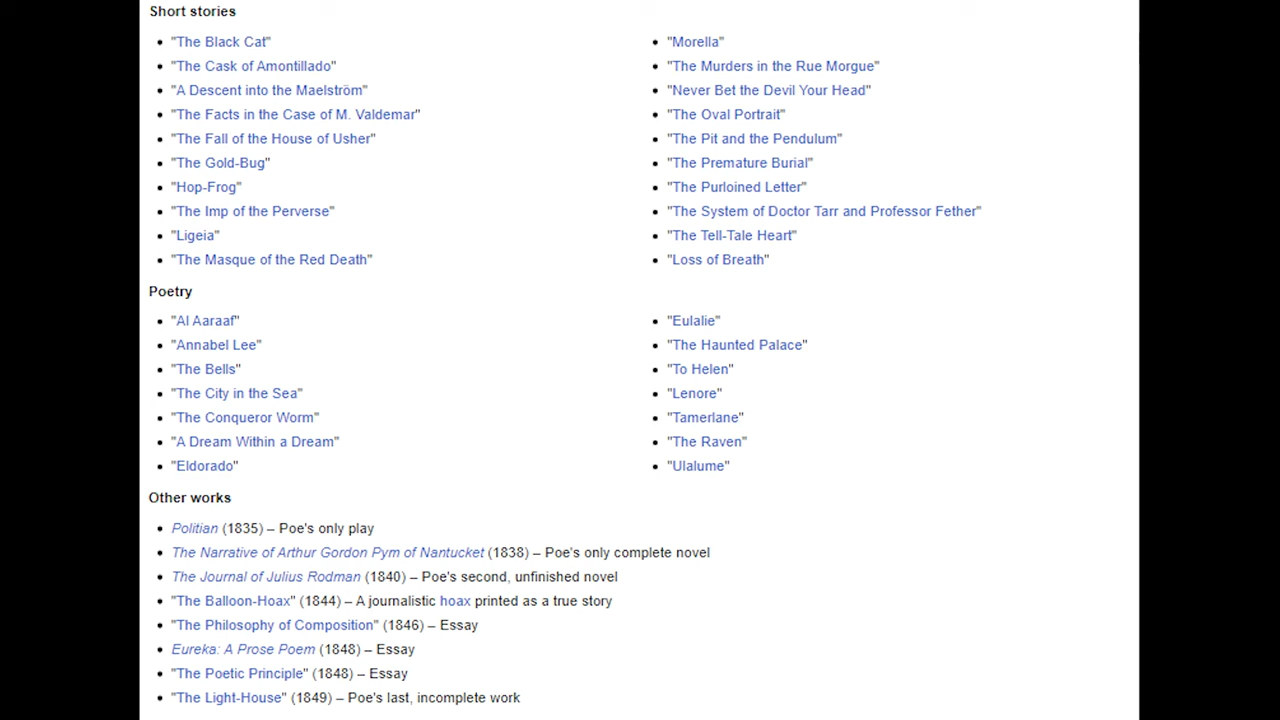 Short stories
"The Black Cat"
"The Cask of Amontillado"
"A Descent into the Maelström"
"The Facts in the Case of M. Valdemar"
"The Fall of the House of Usher"
"The Gold-Bug"
"Hop-Frog"
"The Imp of the Perverse"
"Ligeia"
"The Masque of the Red Death"
"Morella"
"The Murders in the Rue Morgue"
"Never Bet the Devil Your Head"
"The Oval Portrait"
"The Pit and the Pendulum"
"The Premature Burial"
"The Purloined Letter"
"The System of Doctor Tarr and Professor Fether"
"The Tell-Tale Heart"
"Loss of Breath"
Poetry
"Al Aaraaf"
"Annabel Lee"
"The Bells"
"The City in the Sea"
"The Conqueror Worm"
"A Dream Within a Dream"
"Eldorado"
"Eulalie"
"The Haunted Palace"
"To Helen"
"Lenore"
"Tamerlane"
"The Raven"
"Ulalume"
Other works
Politian (1835) – Poe's only play
The Narrative of Arthur Gordon Pym of Nantucket (1838) – Poe's only complete novel
The Journal of Julius Rodman (1840) – Poe's second, unfinished novel
"The Balloon-Hoax" (1844) – A journalistic hoax printed as a true story
"The Philosophy of Composition" (1846) – Essay
Eureka: A Prose Poem (1848) – Essay
"The Poetic Principle" (1848) – Essay
"The Light-House" (1849) – Poe's last, incomplete work